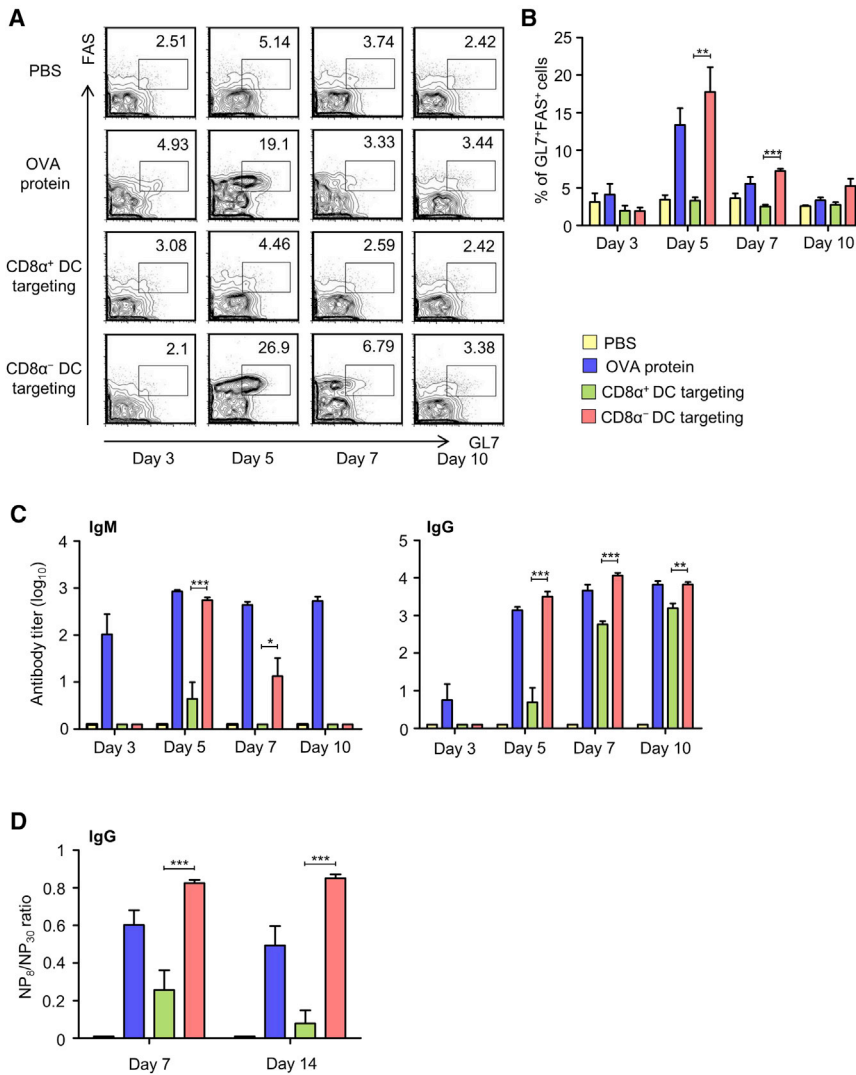 A
FAS
PBS
2.51 5.14 3.74 2.42
OVA
protein
4.93 19.1 3.33 3.44
CD8α⁺ DC
targeting
3.08 4.46 2.59 2.42
CD8α⁻ DC
targeting
2.1 26.9 6.79 3.38
GL7
Day 3 Day 5 Day 7 Day 10
B
% of GL7⁺FAS⁺ cells
25
20
15
10
5
0
**
***
Day 3 Day 5 Day 7 Day 10
PBS
OVA protein
CD8α⁺ DC targeting
CD8α⁻ DC targeting
C
IgM
Antibody titer (log₁₀)
4
3
2
1
0
***
*
Day 3 Day 5 Day 7 Day 10
IgG
5
4
3
2
1
0
***
***
**
Day 3 Day 5 Day 7 Day 10
D
IgG
NP₈/NP₃₀ ratio
1
0.8
0.6
0.4
0.2
0
***
***
Day 7 Day 14